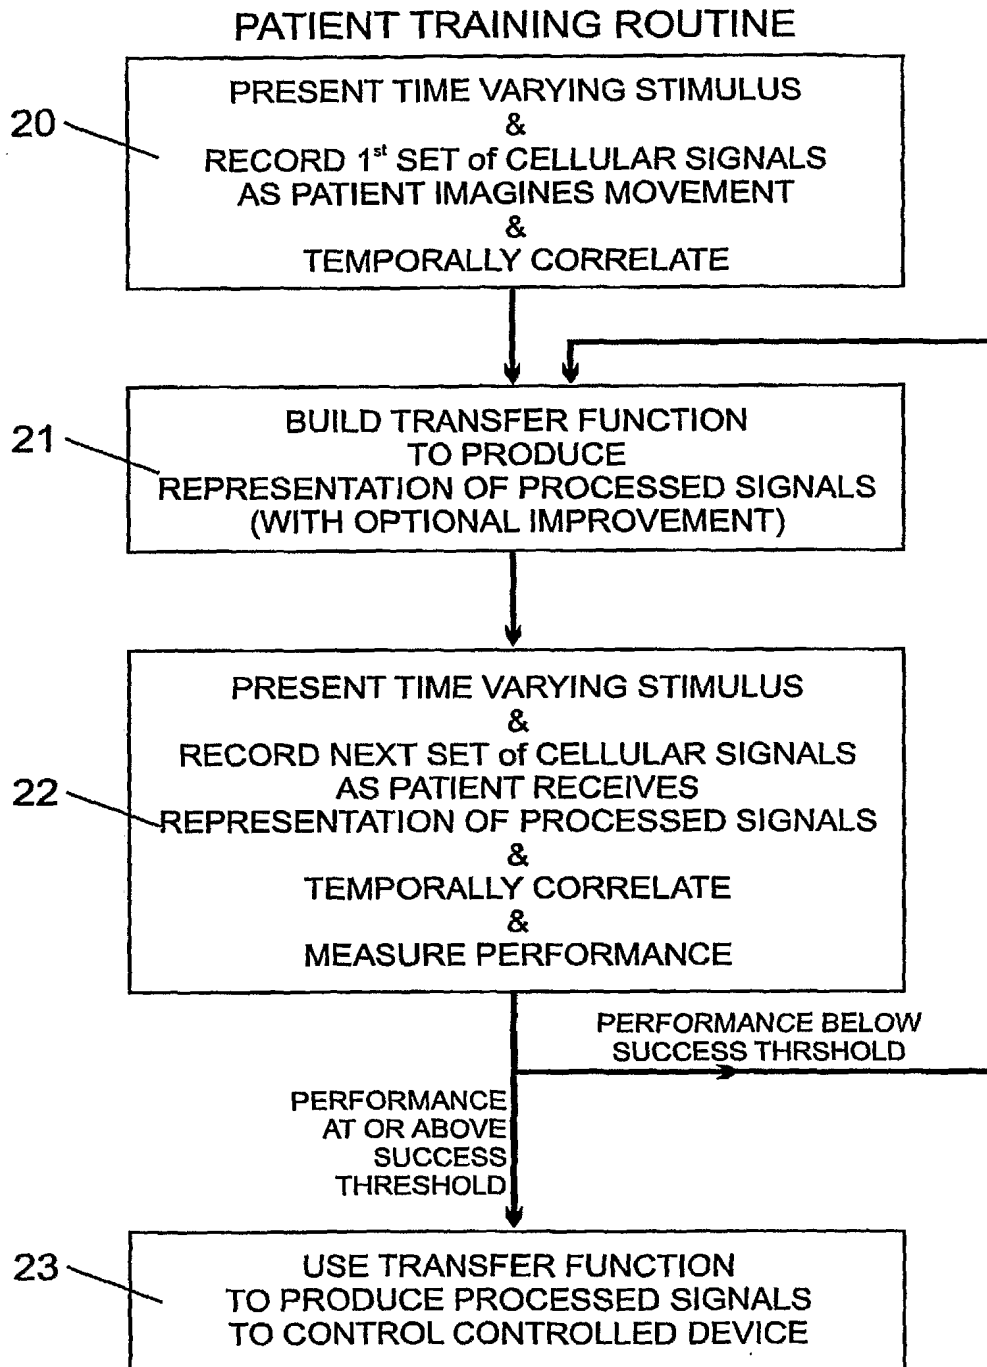 PATIENT TRAINING ROUTINE
20
PRESENT TIME VARYING STIMULUS
&
RECORD 1st SET of CELLULAR SIGNALS
AS PATIENT IMAGINES MOVEMENT
&
TEMPORALLY CORRELATE
21
BUILD TRANSFER FUNCTION
TO PRODUCE
REPRESENTATION OF PROCESSED SIGNALS
(WITH OPTIONAL IMPROVEMENT)
22
PRESENT TIME VARYING STIMULUS
&
RECORD NEXT SET of CELLULAR SIGNALS
AS PATIENT RECEIVES
REPRESENTATION OF PROCESSED SIGNALS
&
TEMPORALLY CORRELATE
&
MEASURE PERFORMANCE
PERFORMANCE BELOW
SUCCESS THRSHOLD
PERFORMANCE
AT OR ABOVE
SUCCESS
THRESHOLD
23
USE TRANSFER FUNCTION
TO PRODUCE PROCESSED SIGNALS
TO CONTROL CONTROLLED DEVICE